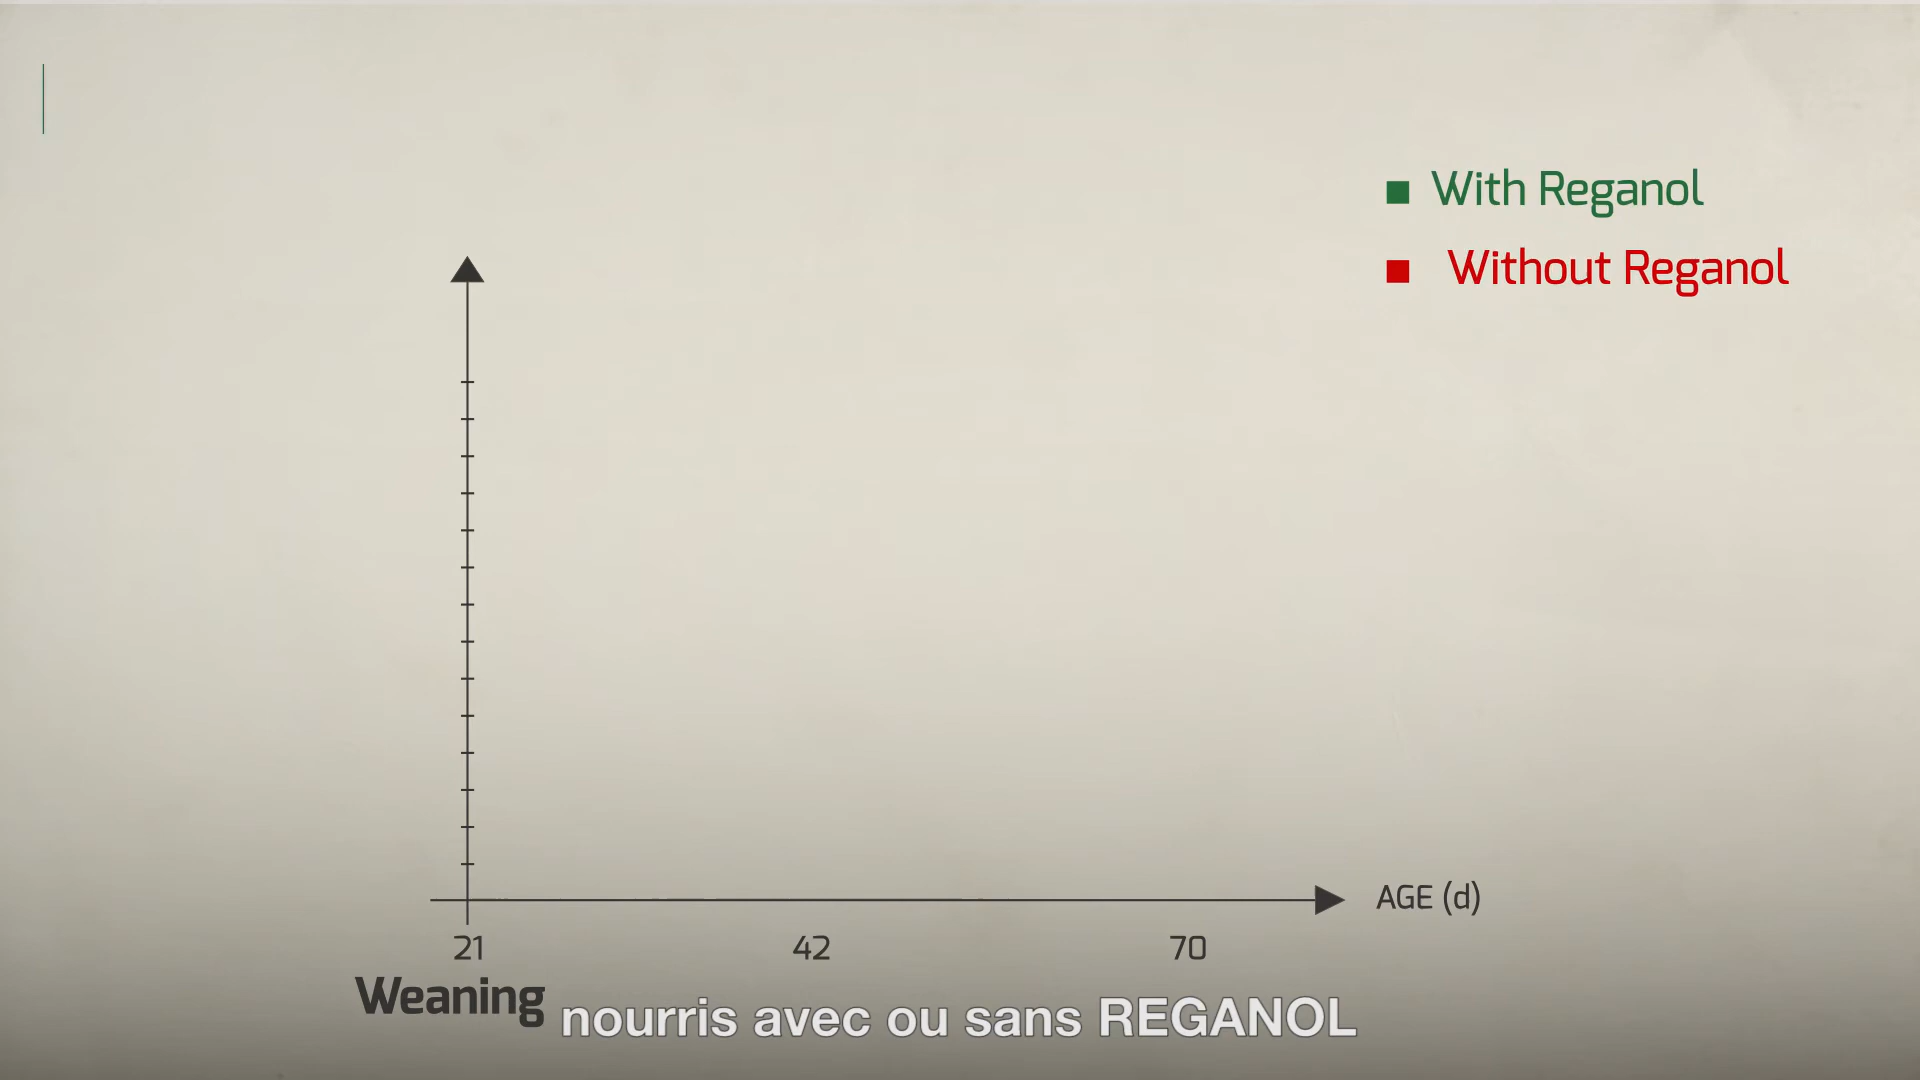 With Reganol
Without Reganol
AGE (d)
21 42 70
Weaning
nourris avec ou sans REGANOL